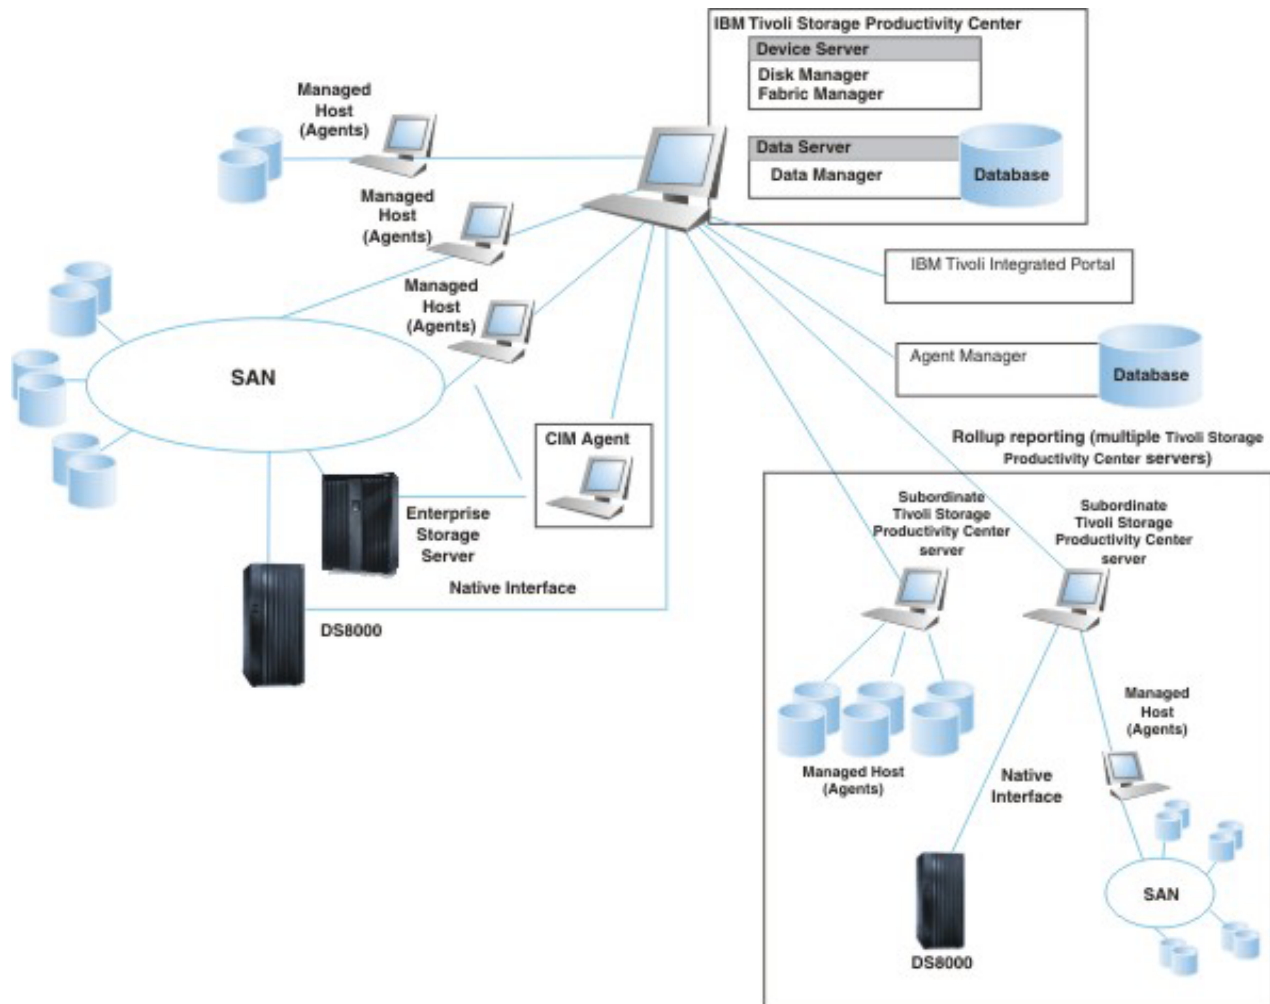 IBM Tivoli Storage Productivity Center
Device Server
Disk Manager
Fabric Manager
Data Server
Data Manager
Database
Managed
Host
(Agents)
Managed
Host
(Agents)
Managed
Host
(Agents)
IBM Tivoli Integrated Portal
Agent Manager
Database
SAN
CIM Agent
Enterprise
Storage
Server
Native Interface
DS8000
Rollup reporting (multiple Tivoli Storage
Productivity Center servers)
Subordinate
Tivoli Storage
Productivity Center
server
Subordinate
Tivoli Storage
Productivity Center
server
Managed Host
(Agents)
Managed
Host
(Agents)
Native
Interface
SAN
DS8000